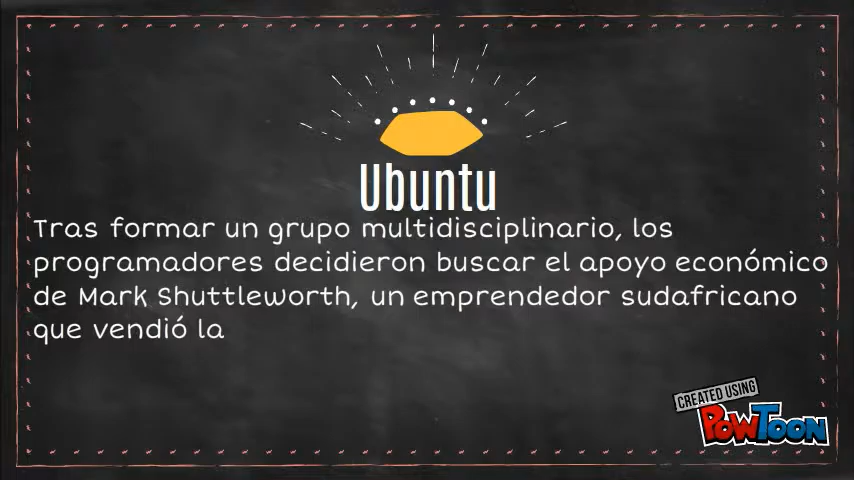 Ubuntu
Tras formar un grupo multidisciplinario, los
programadores decidieron buscar el apoyo económico
de Mark Shuttleworth, un emprendedor sudafricano
que vendió la
CREATED USING
POWTOON